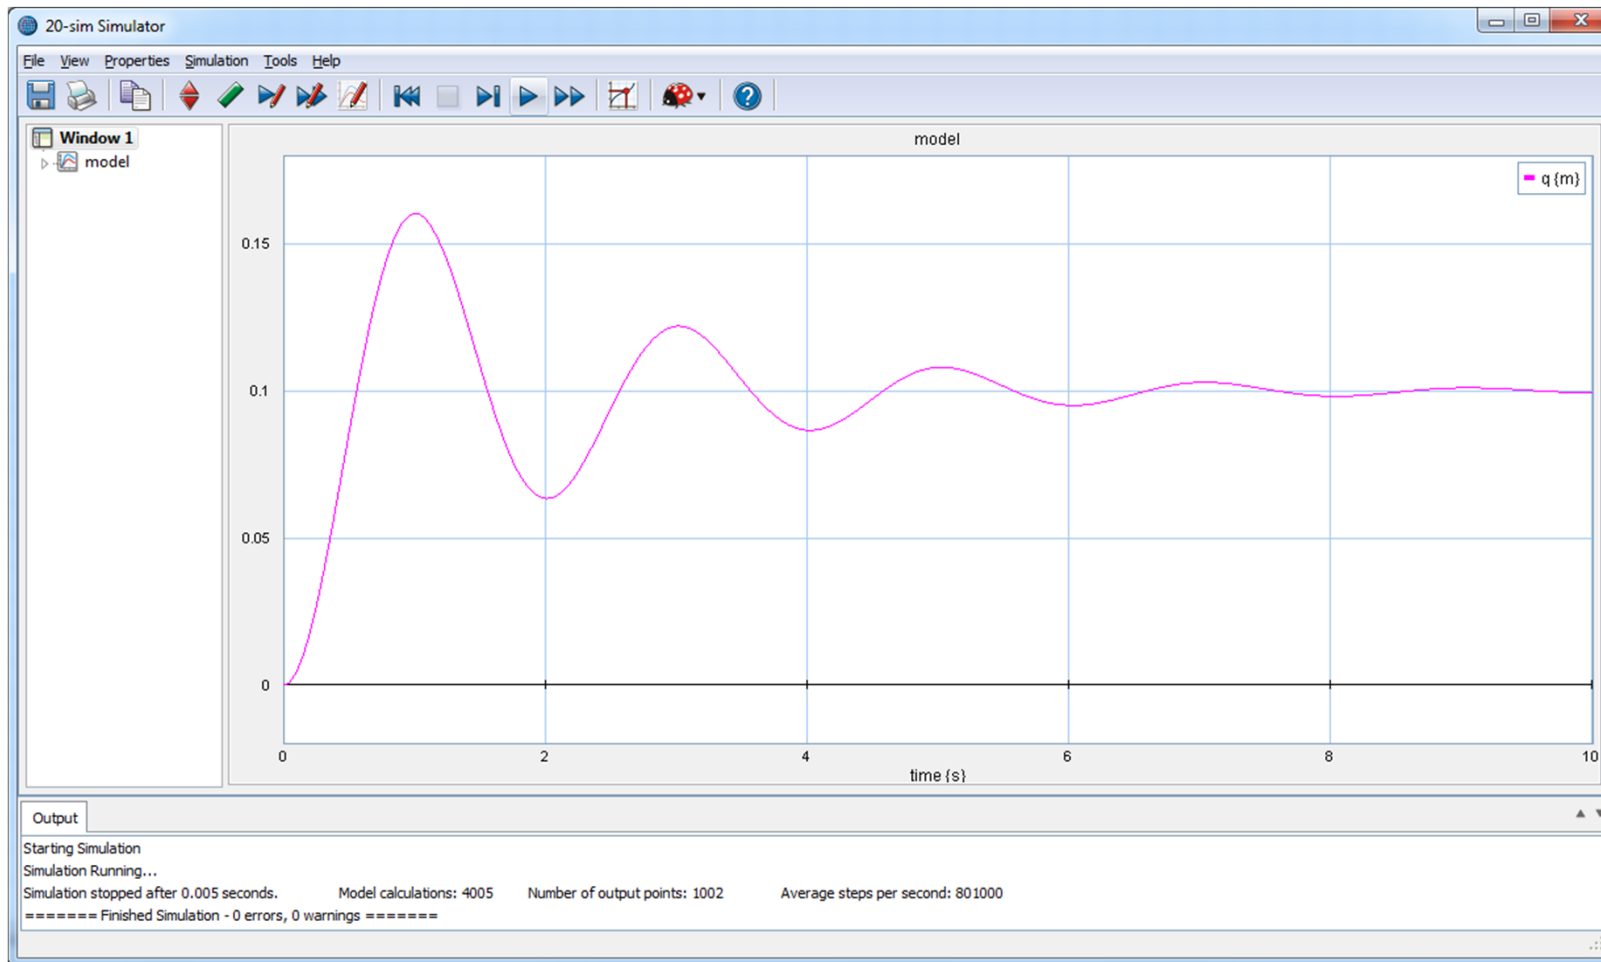 20-sim Simulator
File View Properties Simulation Tools Help
Window 1
model
model
q {m}
0.15
0.1
0.05
0
0 2 4 6 8 10
time {s}
Output
Starting Simulation
Simulation Running...
Simulation stopped after 0.005 seconds. Model calculations: 4005 Number of output points: 1002 Average steps per second: 801000
======= Finished Simulation - 0 errors, 0 warnings =======